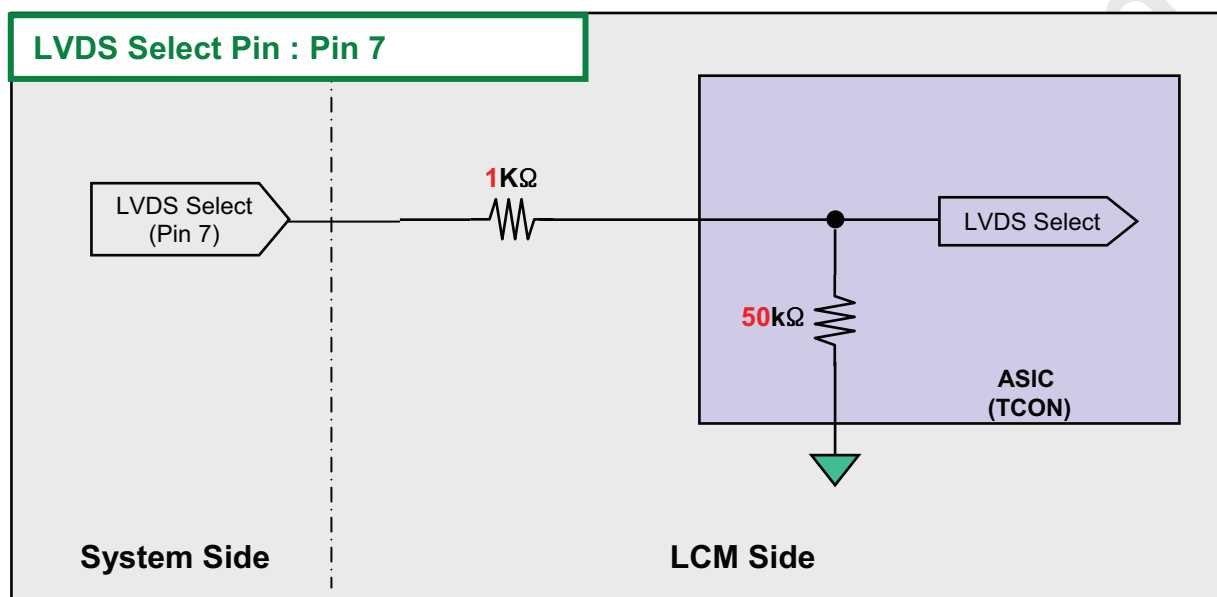 LVDS Select Pin : Pin 7
1KΩ
LVDS Select
(Pin 7)
LVDS Select
50kΩ
ASIC
(TCON)
System Side
LCM Side